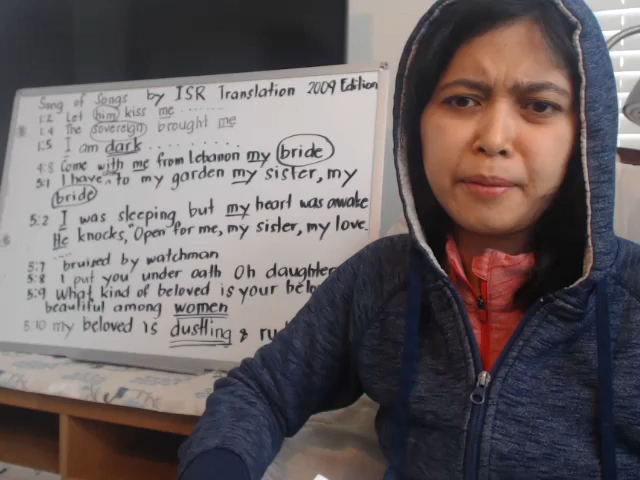 Song of Songs by ISR Translation 2009 Edition
1:2 Let him kiss me ........
1:4 The sovereign brought me
1:5 I am dark ..........
4:8 Come with me from Lebanon my bride
5:1 I have to my garden my sister, my
bride
5:2 I was sleeping, but my heart was awake
He knocks, "Open for me, my sister, my love.
5:7 bruised by watchman
5:8 I put you under oath Oh daughter
5:9 What kind of beloved is your
beautiful among women
5:10 my beloved is &